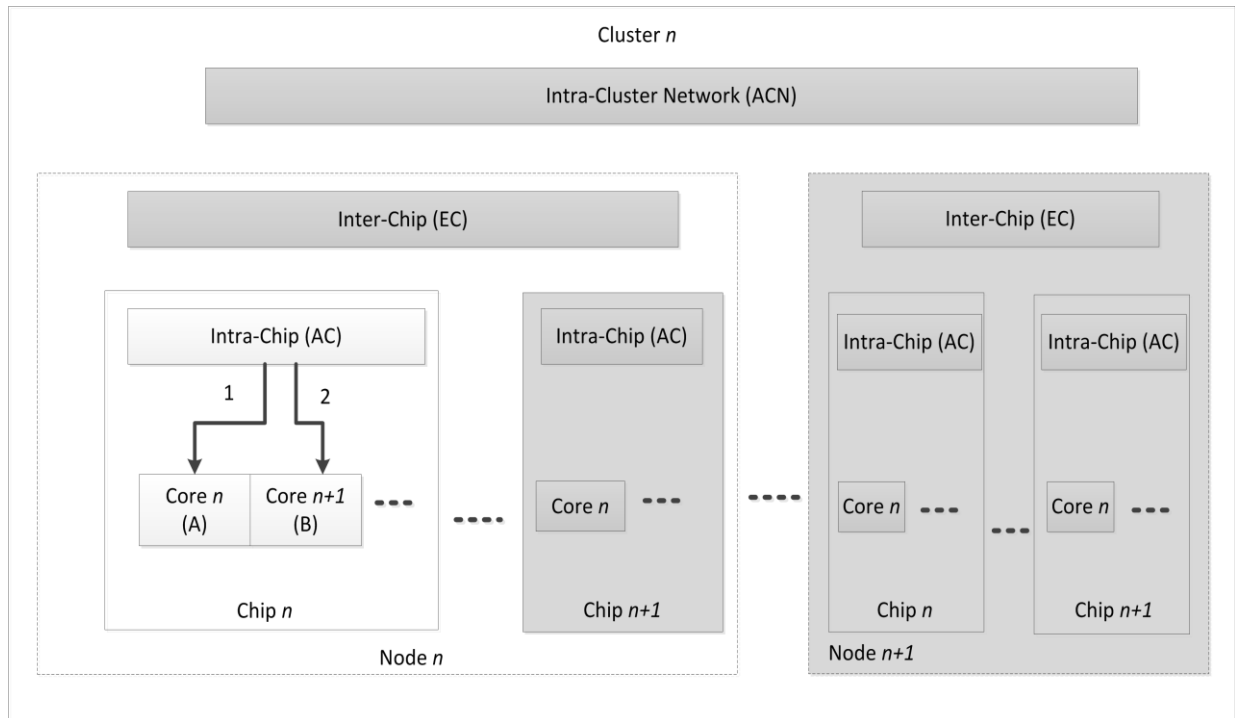 Cluster n
Intra-Cluster Network (ACN)
Inter-Chip (EC)
Inter-Chip (EC)
Intra-Chip (AC)
Intra-Chip (AC)
Intra-Chip (AC)
Intra-Chip (AC)
1
2
Core n
(A)
Core n+1
(B)
Core n
Core n
Core n
Chip n
Chip n+1
Chip n
Chip n+1
Node n
Node n+1